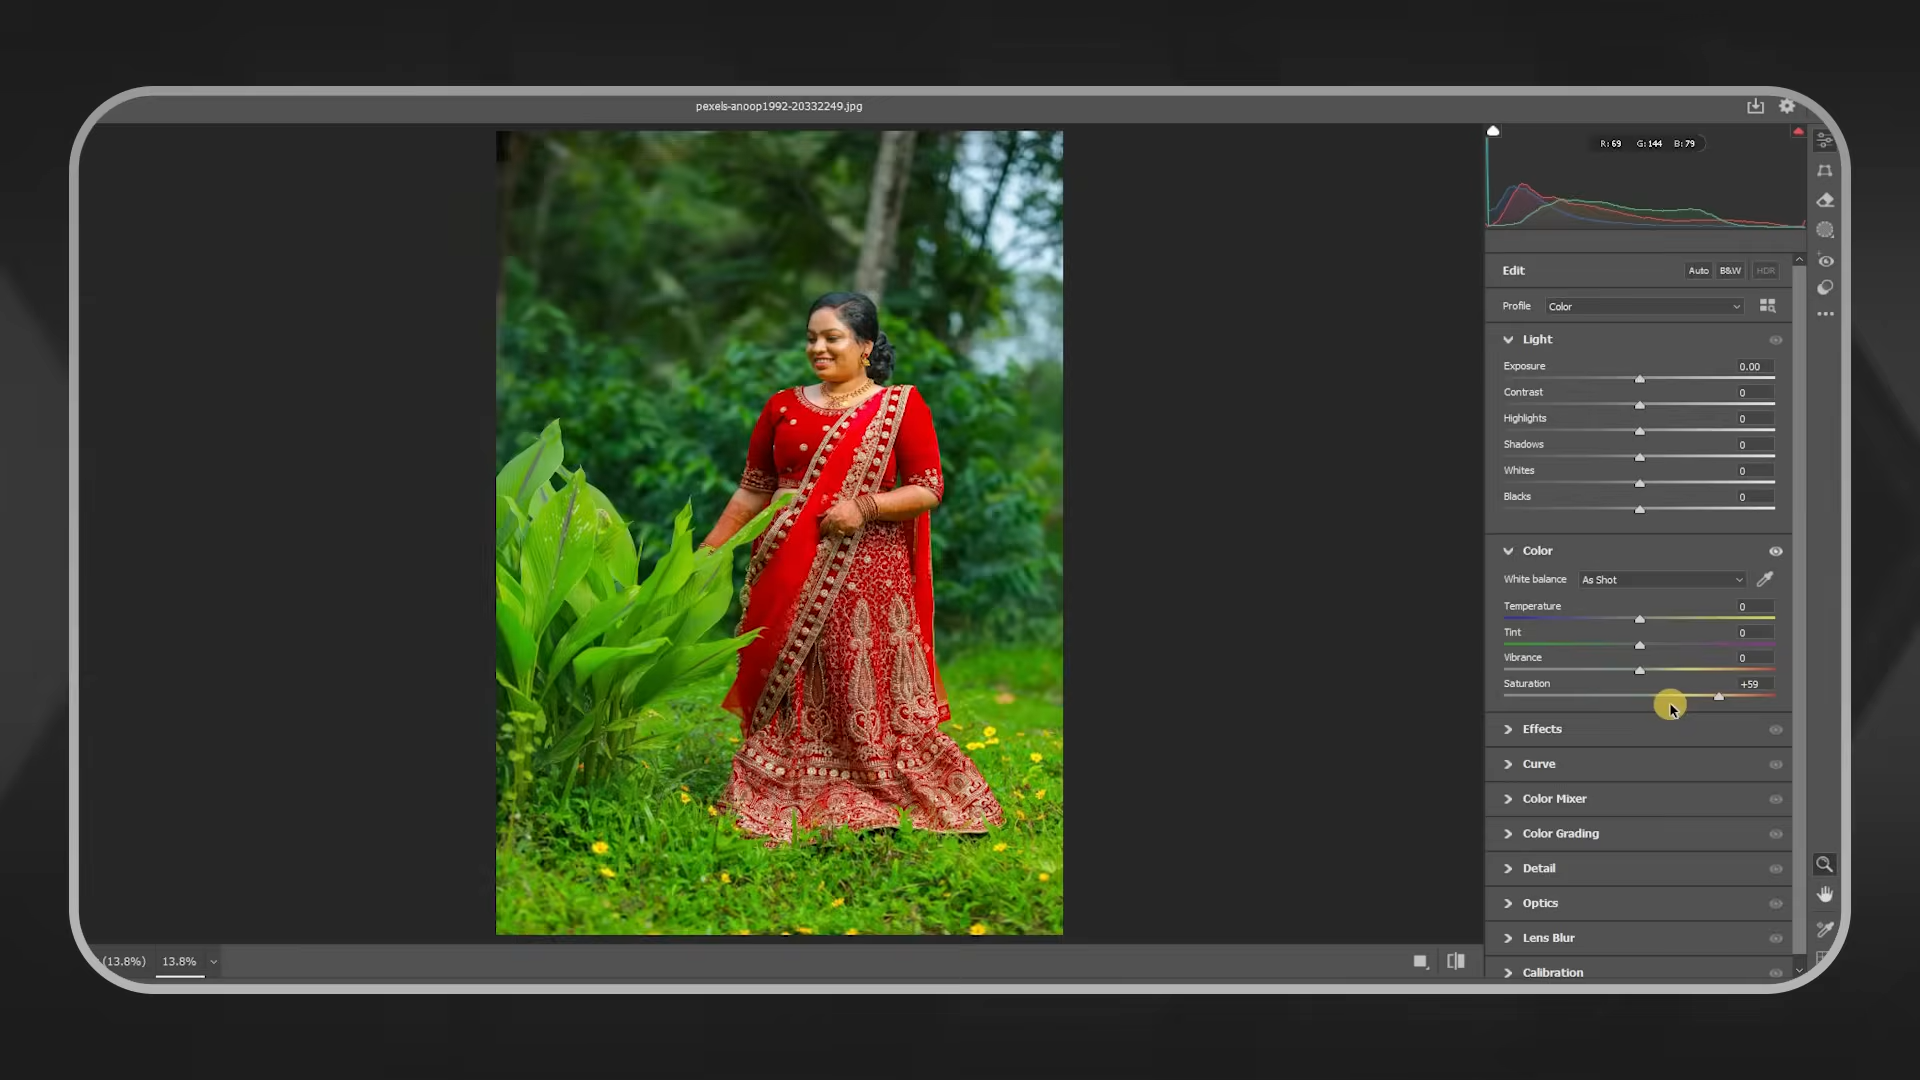 pexels-anoop1992-20332249.jpg
R: 69 G: 144 B: 79
Edit Auto B&W HDR
Profile Color
Light
Exposure 0.00
Contrast 0
Highlights 0
Shadows 0
Whites 0
Blacks 0
Color
White balance As Shot
Temperature 0
Tint 0
Vibrance 0
Saturation +59
Effects
Curve
Color Mixer
Color Grading
Detail
Optics
Lens Blur
Calibration
(13.8%) 13.8%